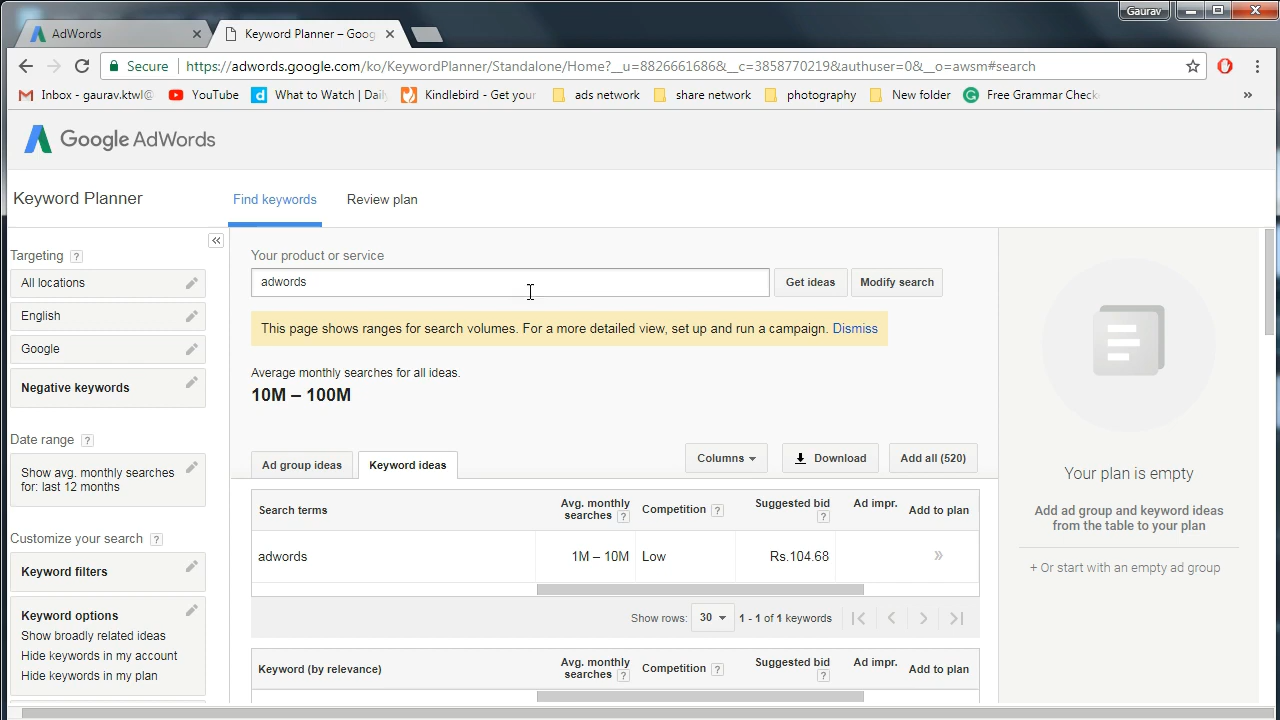 Gaurav
AdWords
Keyword Planner – Goog
Secure
https://adwords.google.com/ko/KeywordPlanner/Standalone/Home?__u=8826661686&__c=3858770219&authuser=0&__o=awsm#search
Inbox - gaurav.ktwl@
YouTube
What to Watch | Dail
Kindlebird - Get your
ads network
share network
photography
New folder
Free Grammar Check
»
Google AdWords
Keyword Planner
Find keywords
Review plan
Targeting ?
All locations
English
Google
Negative keywords
Date range ?
Show avg. monthly searches
for: last 12 months
Customize your search ?
Keyword filters
Keyword options
Show broadly related ideas
Hide keywords in my account
Hide keywords in my plan
Your product or service
adwords
Get ideas
Modify search
This page shows ranges for search volumes. For a more detailed view, set up and run a campaign. Dismiss
Average monthly searches for all ideas.
10M – 100M
Ad group ideas
Keyword ideas
Columns
Download
Add all (520)
Search terms
Avg. monthly
searches ?
Competition ?
Suggested bid
?
Ad impr.
Add to plan
adwords
1M – 10M
Low
Rs.104.68
»
Show rows:
30
1 - 1 of 1 keywords
Keyword (by relevance)
Avg. monthly
searches ?
Competition ?
Suggested bid
?
Ad impr.
Add to plan
Your plan is empty
Add ad group and keyword ideas
from the table to your plan
+ Or start with an empty ad group